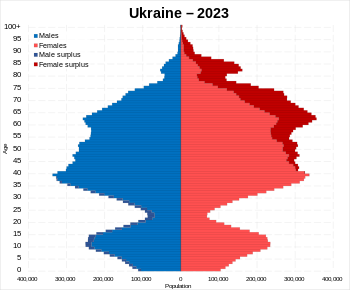 Ukraine – 2023
100+
95
90
85
80
75
70
65
60
55
50
45
40
35
30
25
20
15
10
5
0
Age
Males
Females
Male surplus
Female surplus
400,000 300,000 200,000 100,000 0 100,000 200,000 300,000 400,000
Population